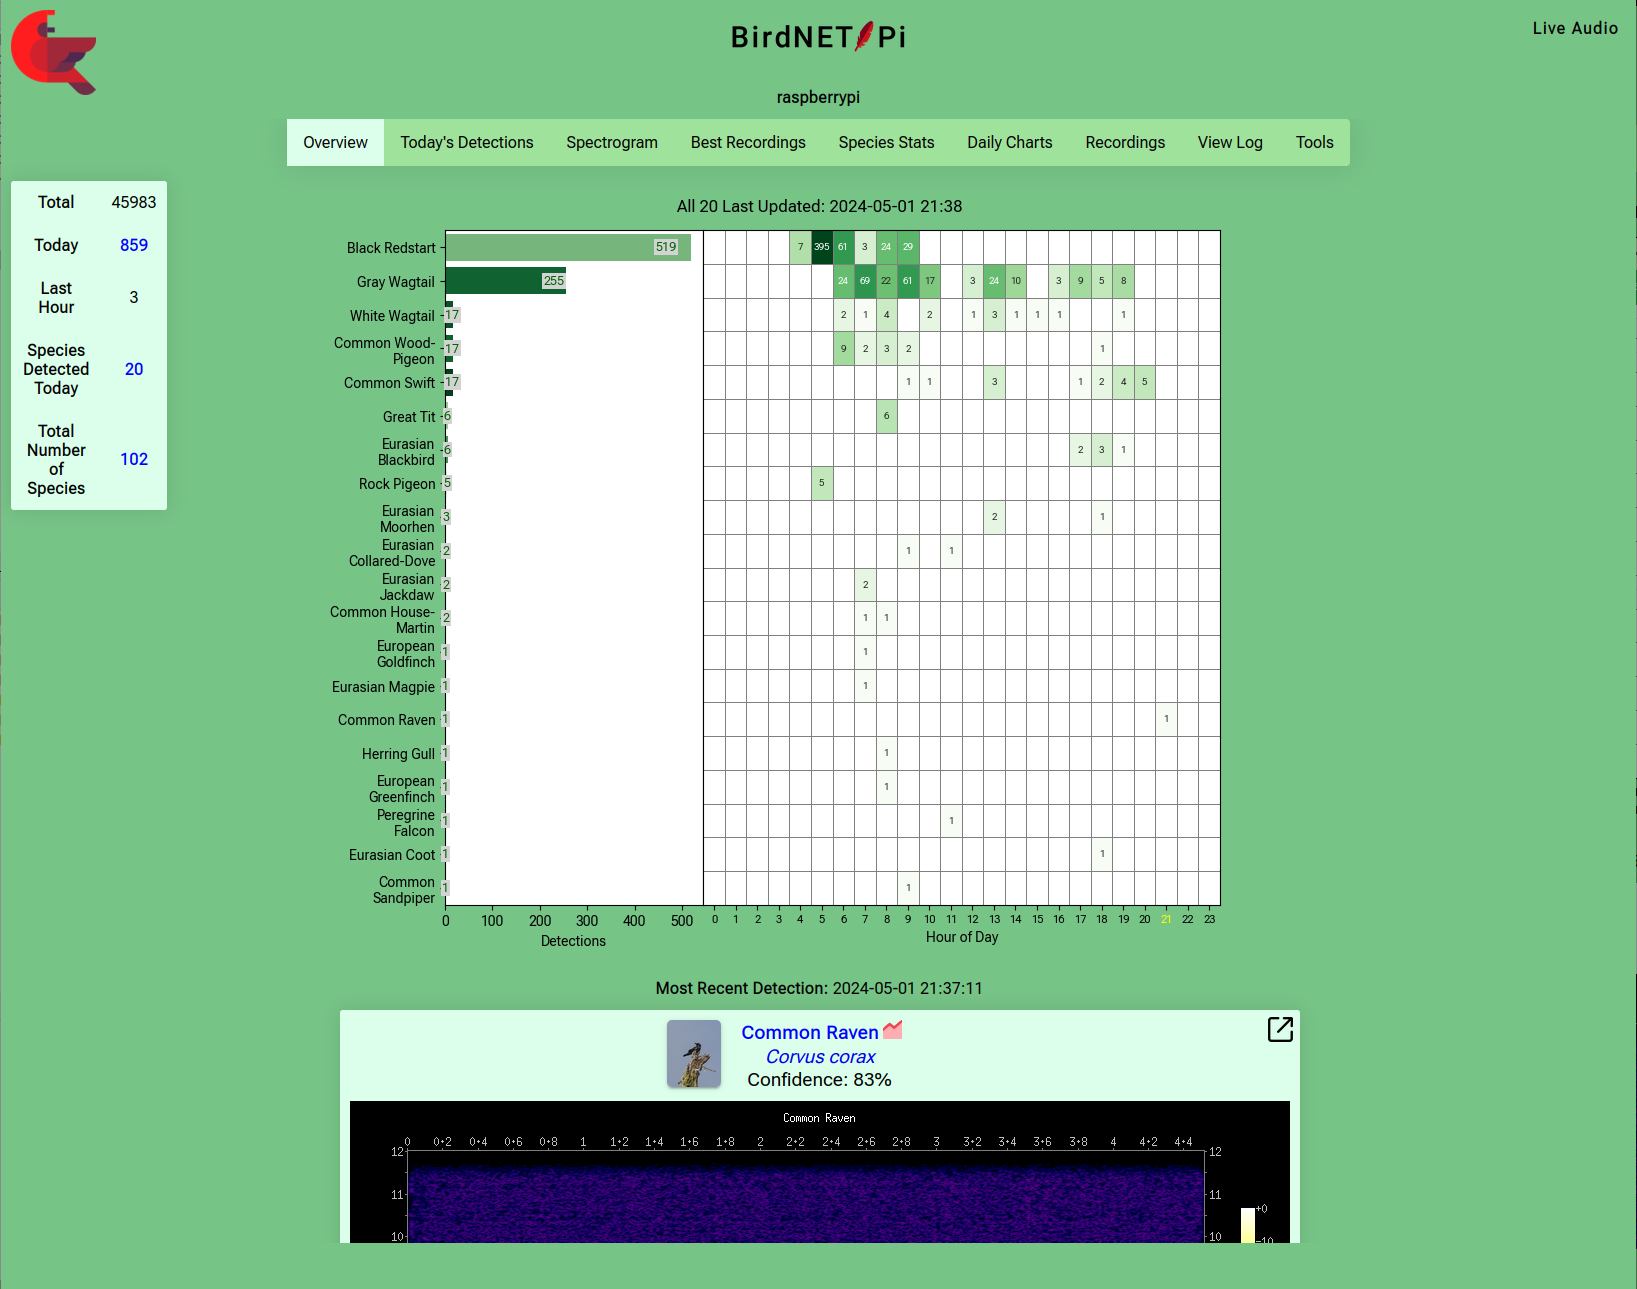 BirdNET Pi
Live Audio
raspberrypi
Overview Today's Detections Spectrogram Best Recordings Species Stats Daily Charts Recordings View Log Tools
Total 45983
Today 859
Last
Hour 3
Species
Detected
Today 20
Total
Number
of
Species 102
All 20 Last Updated: 2024-05-01 21:38
Black Redstart 519 7 395 61 3 24 29
Gray Wagtail 255 24 69 22 61 17 3 24 10 3 9 5 8
White Wagtail 17 2 1 4 2 1 3 1 1 1 1
Common Wood-
Pigeon 17 9 2 3 2 1
Common Swift 17 1 1 3 1 2 4 5
Great Tit 6 6
Eurasian
Blackbird 6 2 3 1
Rock Pigeon 5 5
Eurasian
Moorhen 3 2 1
Eurasian
Collared-Dove 2 1 1
Eurasian
Jackdaw 2 2
Common House-
Martin 2 1 1
European
Goldfinch 1 1
Eurasian Magpie 1 1
Common Raven 1 1
Herring Gull 1 1
European
Greenfinch 1 1
Peregrine
Falcon 1 1
Eurasian Coot 1 1
Common
Sandpiper 1 1
0 100 200 300 400 500 0 1 2 3 4 5 6 7 8 9 10 11 12 13 14 15 16 17 18 19 20 21 22 23
Detections Hour of Day
Most Recent Detection: 2024-05-01 21:37:11
Common Raven
Corvus corax
Confidence: 83%
Common Raven
0 0+2 0+4 0+6 0+8 1 1+2 1+4 1+6 1+8 2 2+2 2+4 2+6 2+8 3 3+2 3+4 3+6 3+8 4 4+2 4+4
12 12
11 11
+0
10 10
-10